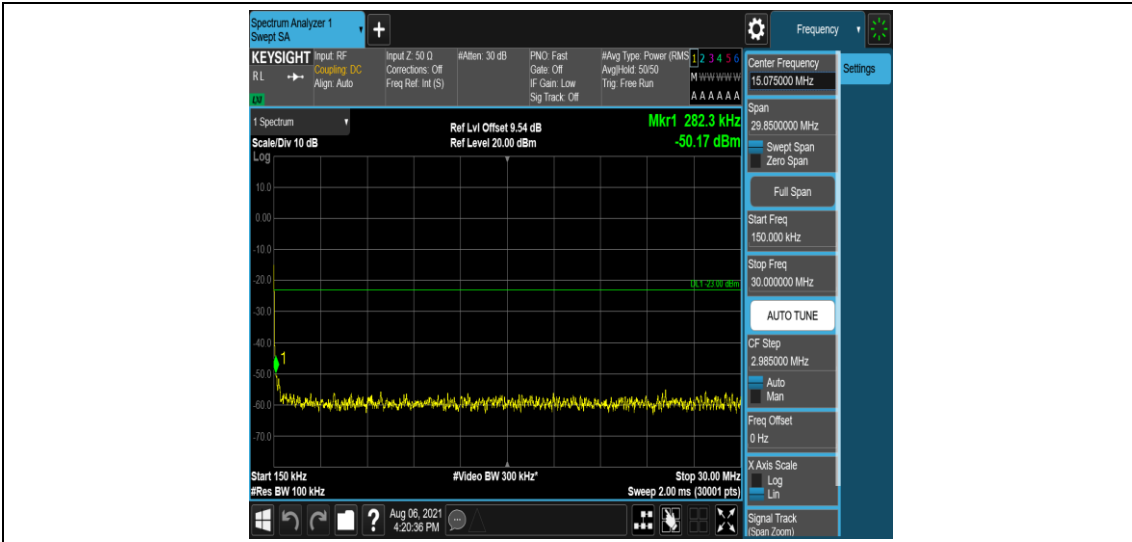 Spectrum Analyzer 1
Swept SA
Frequency
KEYSIGHT
RL
LXI
Input: RF
Coupling: DC
Align: Auto
Input Z: 50 Ω
Corrections: Off
Freq Ref: Int (S)
#Atten: 30 dB
PNO: Fast
Gate: Off
IF Gain: Low
Sig Track: Off
#Avg Type: Power (RMS
Avg|Hold: 50/50
Trig: Free Run
1 2 3 4 5 6
M W W W W W
A A A A A A
1 Spectrum
Scale/Div 10 dB
Log
Ref Lvl Offset 9.54 dB
Ref Level 20.00 dBm
Mkr1 282.3 kHz
-50.17 dBm
10.0
0.00
-10.0
-20.0
-30.0
-40.0
-50.0
-60.0
-70.0
DL1 -23.00 dBm
1
Start 150 kHz
#Res BW 100 kHz
#Video BW 300 kHz*
Stop 30.00 MHz
Sweep 2.00 ms (30001 pts)
Center Frequency
15.075000 MHz
Settings
Span
29.8500000 MHz
Swept Span
Zero Span
Full Span
Start Freq
150.000 kHz
Stop Freq
30.000000 MHz
AUTO TUNE
CF Step
2.985000 MHz
Auto
Man
Freq Offset
0 Hz
X Axis Scale
Log
Lin
Signal Track
(Span Zoom)
?
Aug 06, 2021
4:20:36 PM